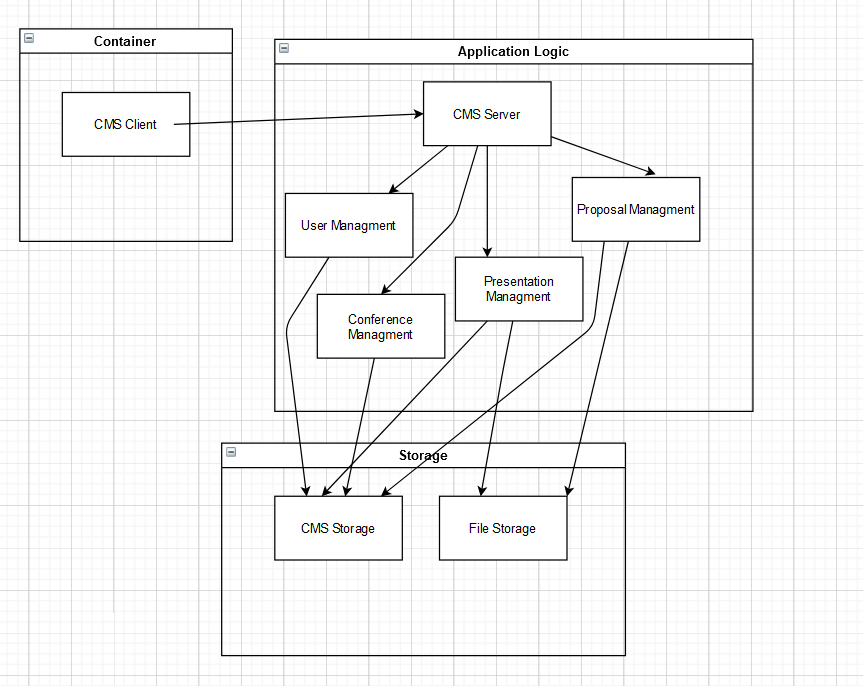 Container
CMS Client
Application Logic
CMS Server
User Managment
Proposal Managment
Presentation
Managment
Conference
Managment
Storage
CMS Storage
File Storage